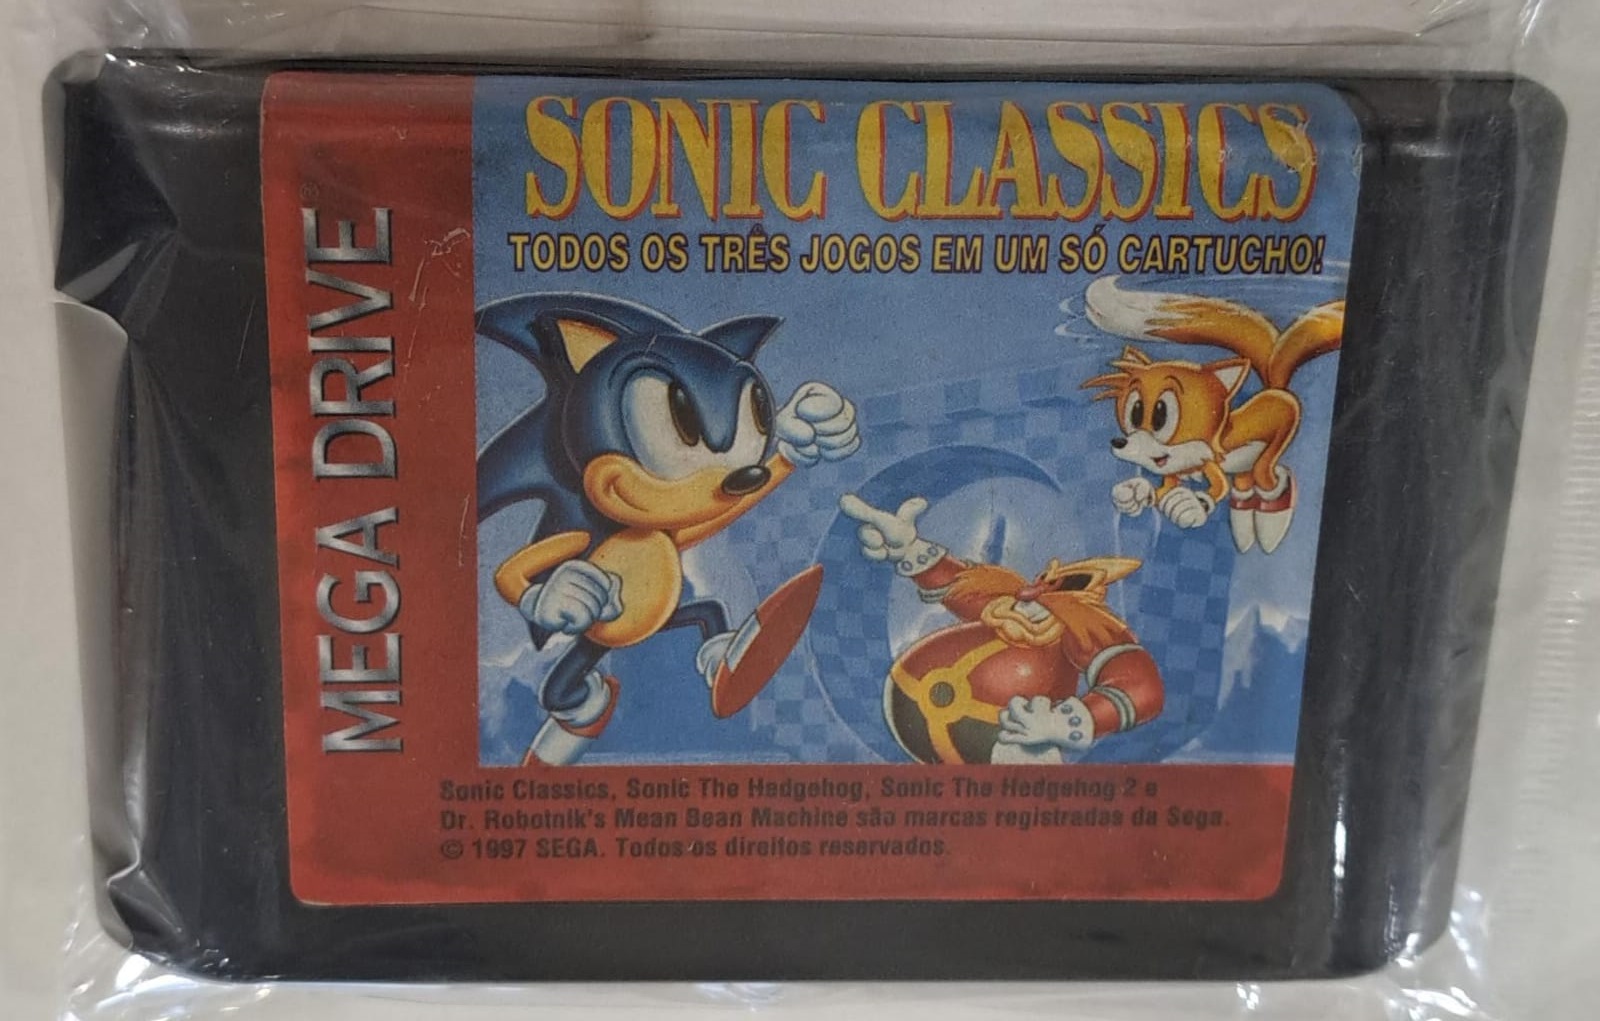 MEGA DRIVE
SONIC CLASSICS
TODOS OS TRÊS JOGOS EM UM SÓ CARTUCHO!
Sonic Classics, Sonic The Hedgehog, Sonic The Hedgehog 2 e
Dr. Robotnik's Mean Bean Machine são marcas registradas da Sega.
© 1997 SEGA. Todos os direitos reservados.